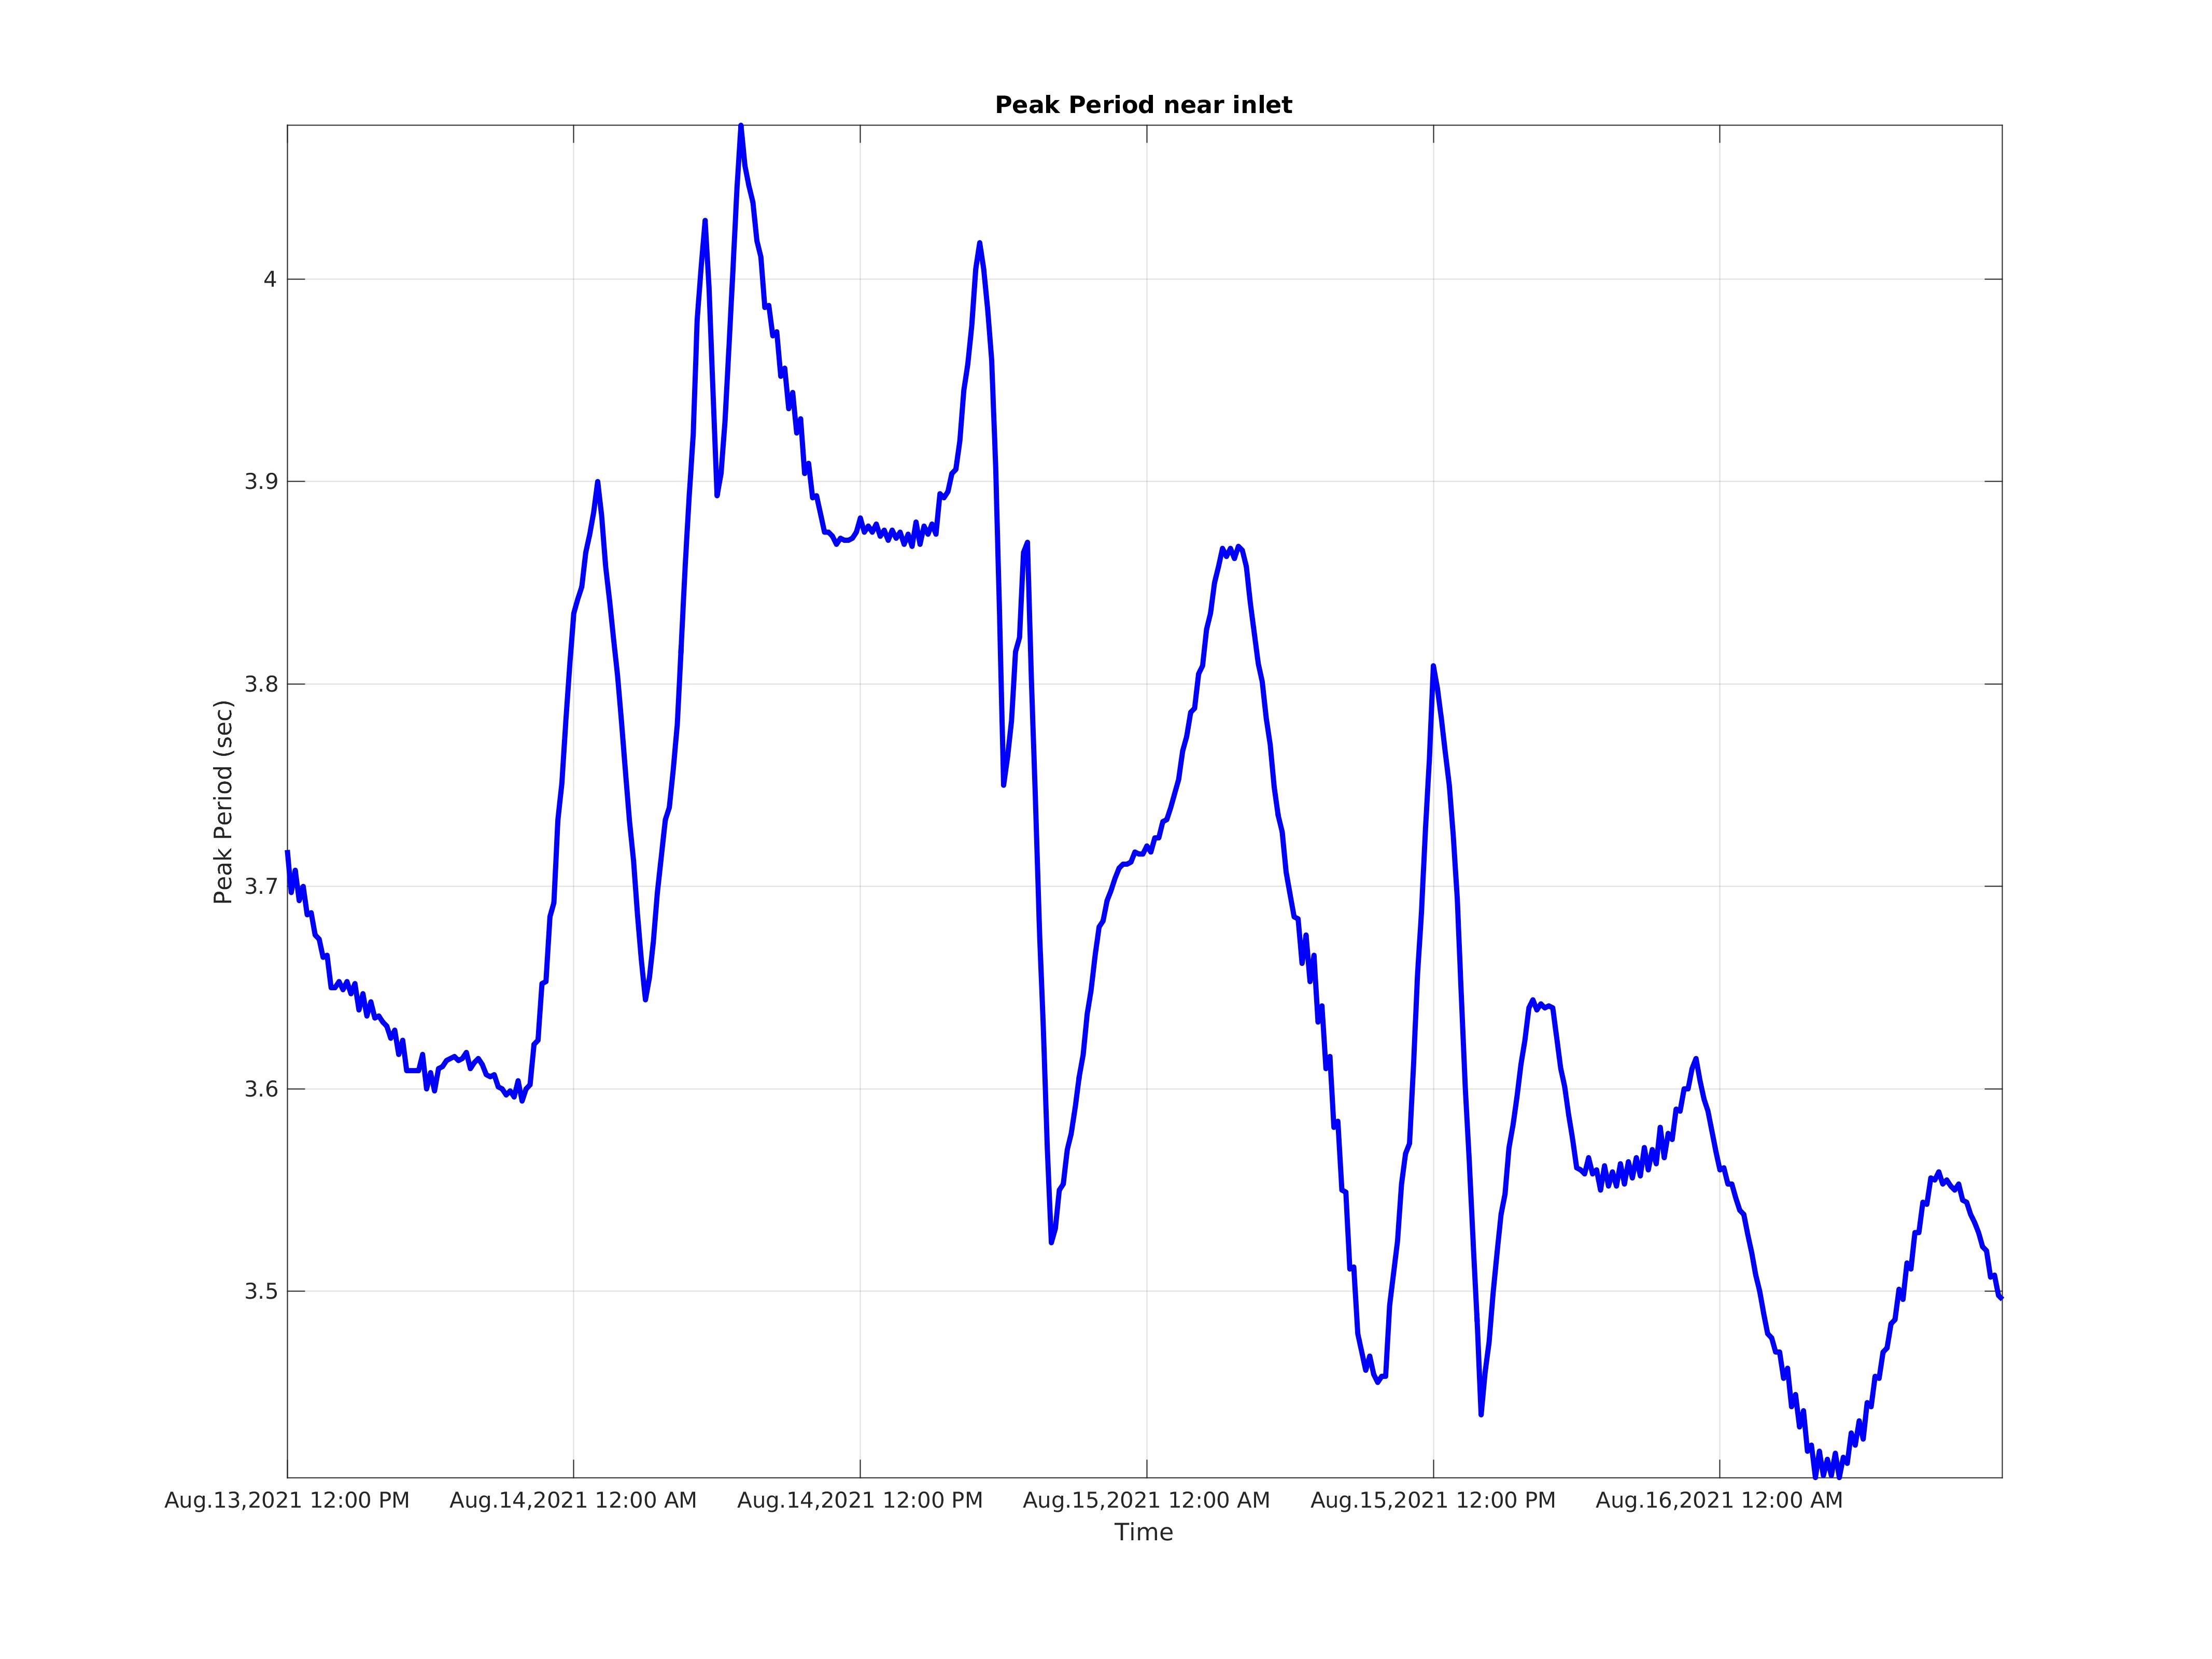 Peak Period near inlet
Peak Period (sec)
4
3.9
3.8
3.7
3.6
3.5
Aug.13,2021 12:00 PM
Aug.14,2021 12:00 AM
Aug.14,2021 12:00 PM
Aug.15,2021 12:00 AM
Aug.15,2021 12:00 PM
Aug.16,2021 12:00 AM
Time